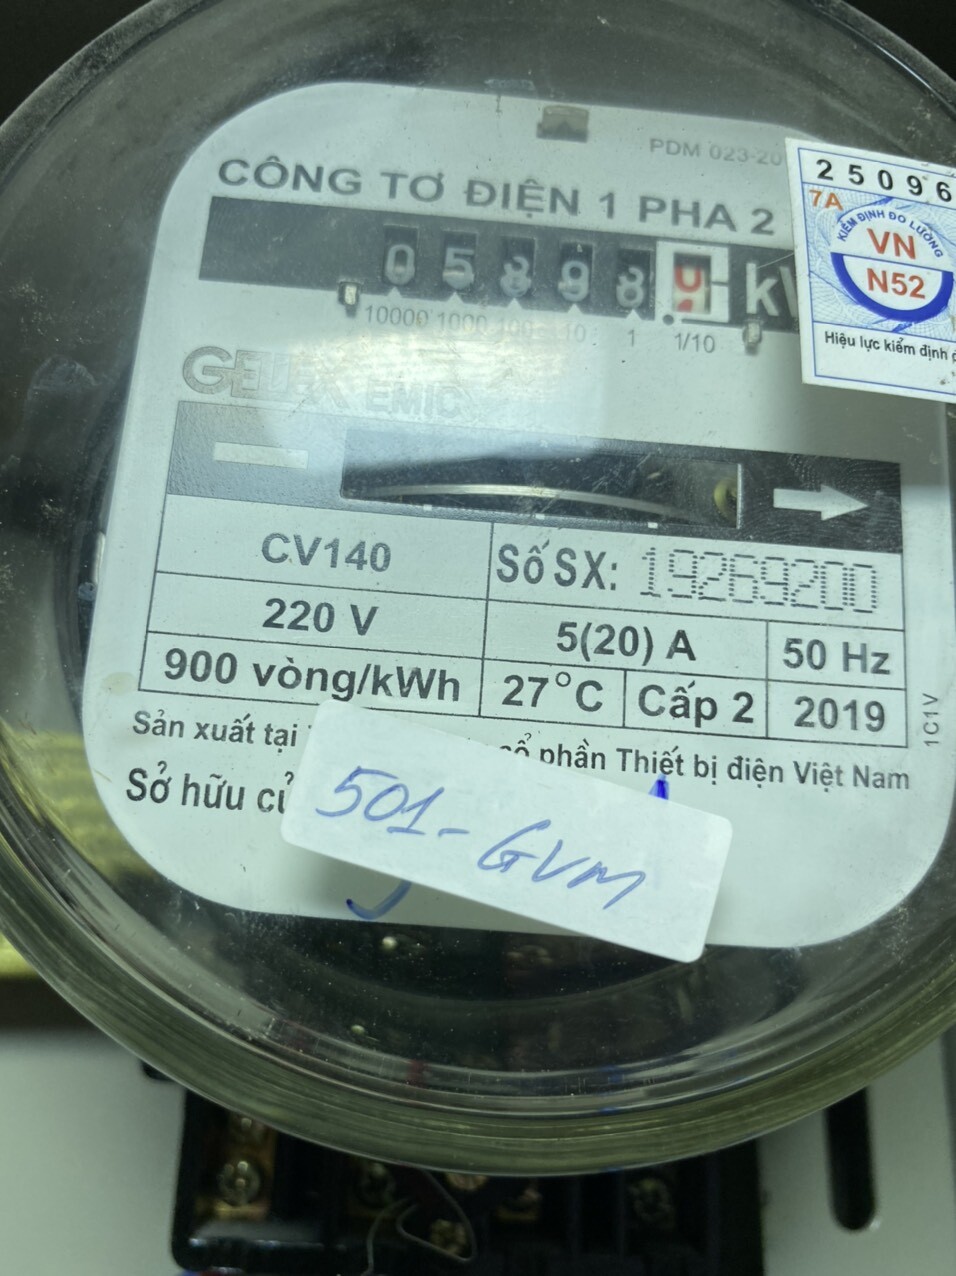 PDM 023-20
CÔNG TƠ ĐIỆN 1 PHA 2
25096
7A
KIỂM ĐỊNH ĐO LƯỜNG
VN
N52
Hiệu lực kiểm định
0 5 8 9 8 0
10000 1000 100 10 1 1/10
GELEX EMIC
CV140
Số SX: 19269200
220 V
5(20) A
50 Hz
900 vòng/kWh
27°C
Cấp 2
2019
1C1V
Sản xuất tại phần Thiết bị điện Việt Nam
Sở hữu
501-GVM